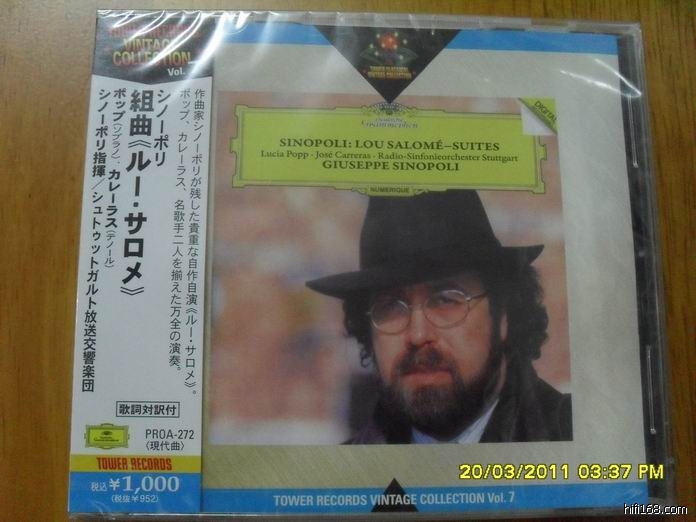 VINTAGE
COLLECTION
Vol.
作曲家シノーポリが残した貴重な自作自演《ルー・サロメ》。
ポップ、カレーラス、名歌手二人を揃えた万全の演奏。
シノーポリ
組曲《ルー・サロメ》
ポップ(ソプラノ)、カレーラス(テノール)
シノーポリ指揮/シュトゥットガルト放送交響楽団
歌詞対訳付
PROA-272
〈現代曲〉
TOWER RECORDS
税込¥1,000
(税抜¥952)
TOWER CLASSICAL
VINTAGE COLLECTION
Deutsche
Grammophon
DIGITAL
SINOPOLI: LOU SALOMÉ–SUITES
Lucia Popp · José Carreras · Radio-Sinfonieorchester Stuttgart
GIUSEPPE SINOPOLI
NUMERIQUE
20/03/2011 03:37 PM
TOWER RECORDS VINTAGE COLLECTION Vol. 7
hifi168.com